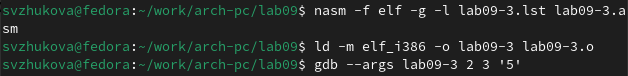 svzhukova@fedora:~/work/arch-pc/lab09$ nasm -f elf -g -l lab09-3.lst lab09-3.a
sm
svzhukova@fedora:~/work/arch-pc/lab09$ ld -m elf_i386 -o lab09-3 lab09-3.o
svzhukova@fedora:~/work/arch-pc/lab09$ gdb --args lab09-3 2 3 '5'